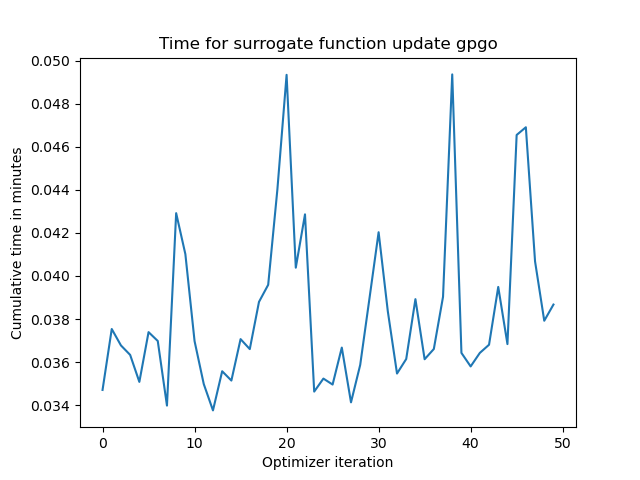 Time for surrogate function update gpgo
Cumulative time in minutes
0.050
0.048
0.046
0.044
0.042
0.040
0.038
0.036
0.034
0 10 20 30 40 50
Optimizer iteration